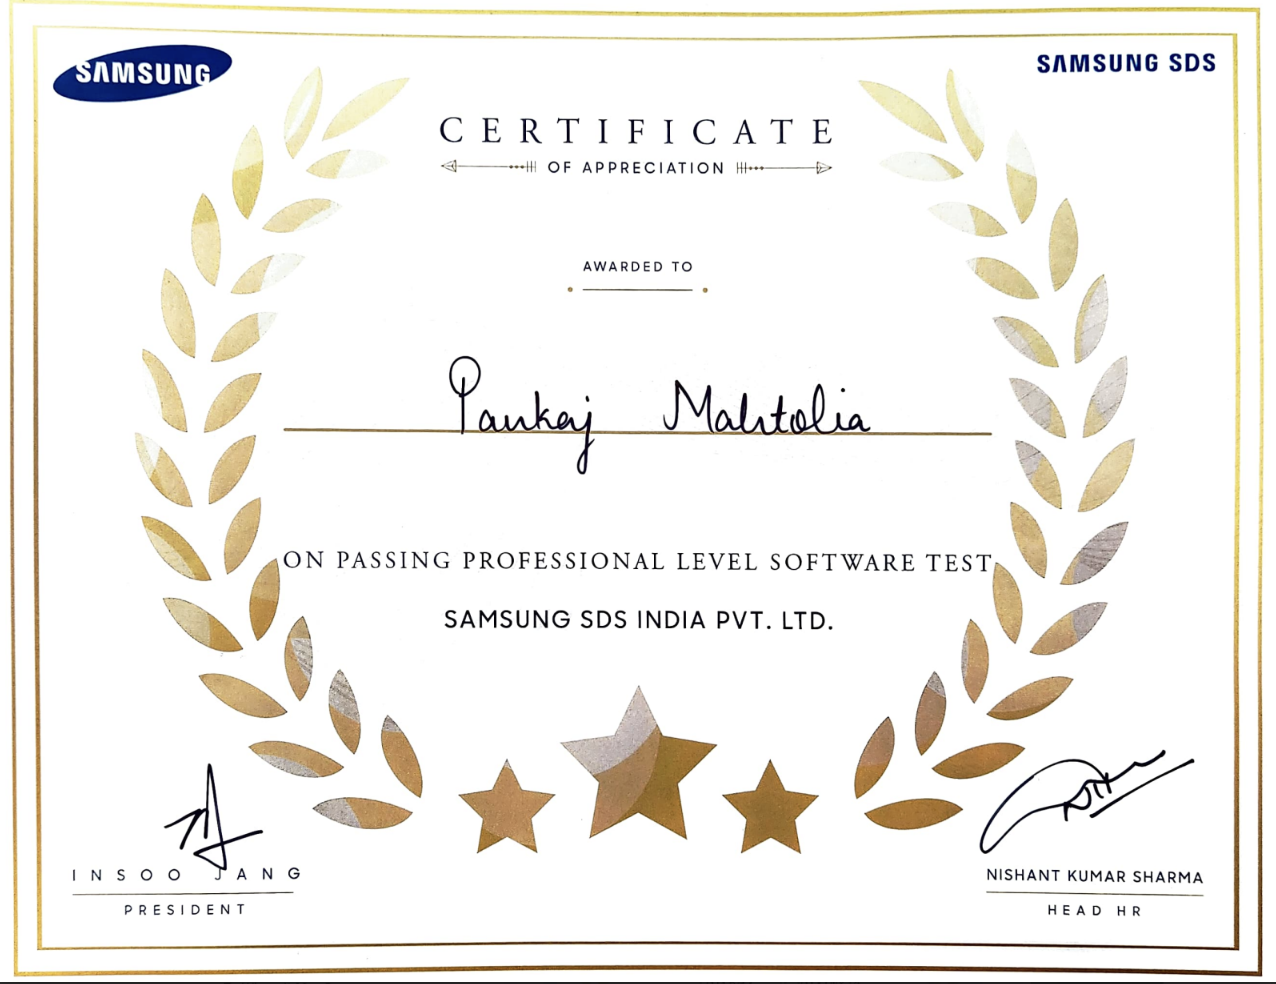 SAMSUNG
SAMSUNG SDS
CERTIFICATE
OF APPRECIATION
AWARDED TO
Pankaj Mahtolia
ON PASSING PROFESSIONAL LEVEL SOFTWARE TEST
SAMSUNG SDS INDIA PVT. LTD.
INSOO JANG
PRESIDENT
NISHANT KUMAR SHARMA
HEAD HR